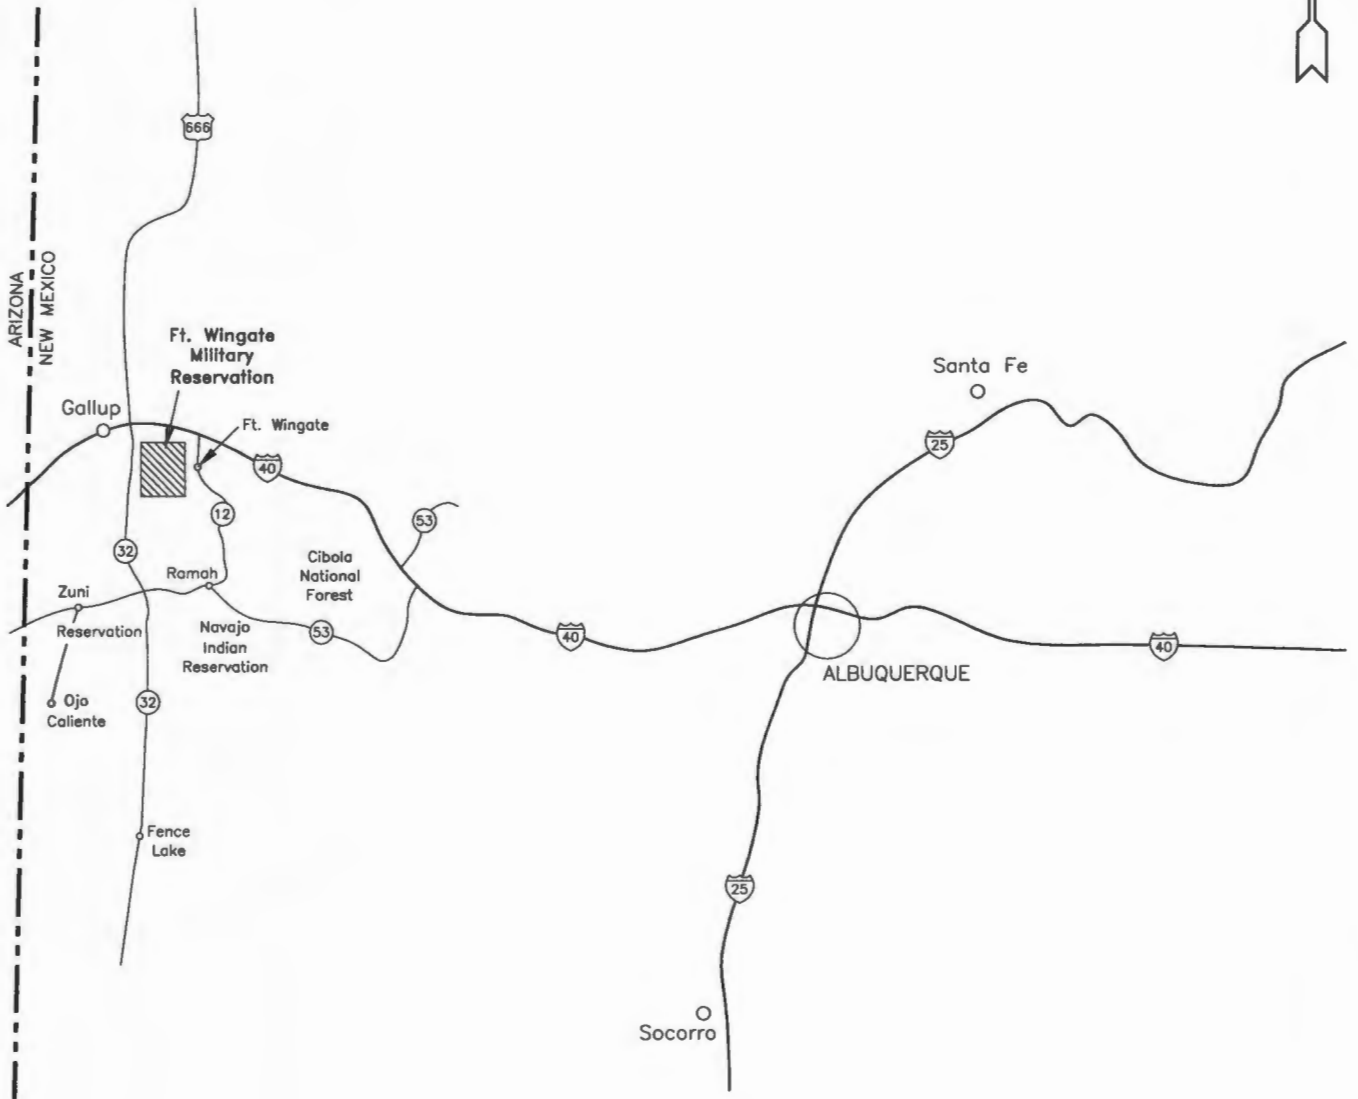 666
ARIZONA
NEW MEXICO
Ft. Wingate
Military
Reservation
Santa Fe
Gallup
Ft. Wingate
25
40
12
53
32
Cibola
National
Forest
Ramah
Zuni
Reservation
Navajo
Indian
Reservation
53
40
40
ALBUQUERQUE
Ojo
Caliente
32
Fence
Lake
25
Socorro